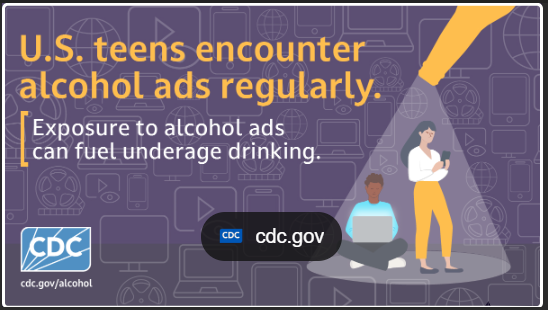 U.S. teens encounter
alcohol ads regularly.
Exposure to alcohol ads
can fuel underage drinking.
CDC cdc.gov
CDC
cdc.gov/alcohol